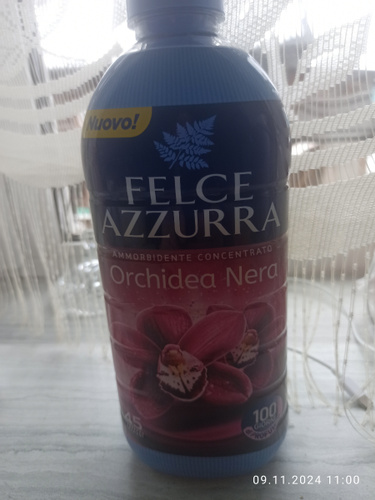 Nuovo!
FELCE
AZZURRA
AMMORBIDENTE CONCENTRATO
Orchidea Nera
45
100
09.11.2024 11:00